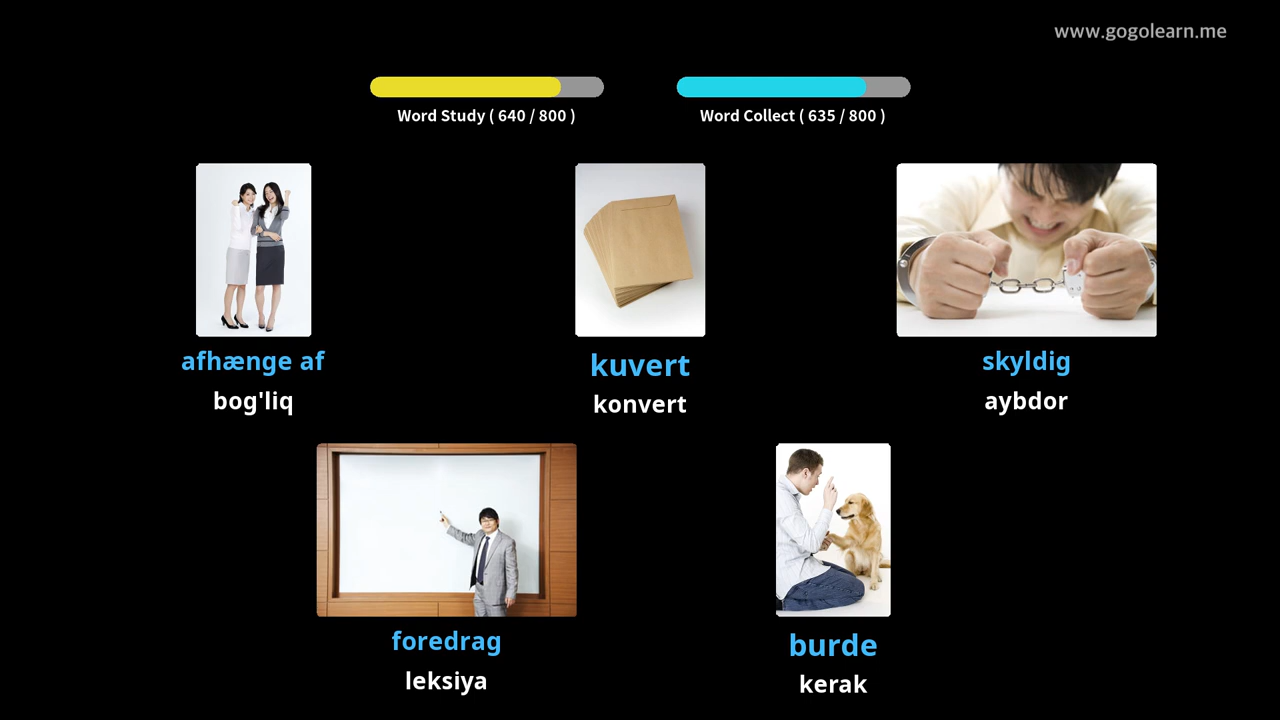 www.gogolearn.me
Word Study ( 640 / 800 )
Word Collect ( 635 / 800 )
afhænge af
bog'liq
kuvert
konvert
skyldig
aybdor
foredrag
leksiya
burde
kerak